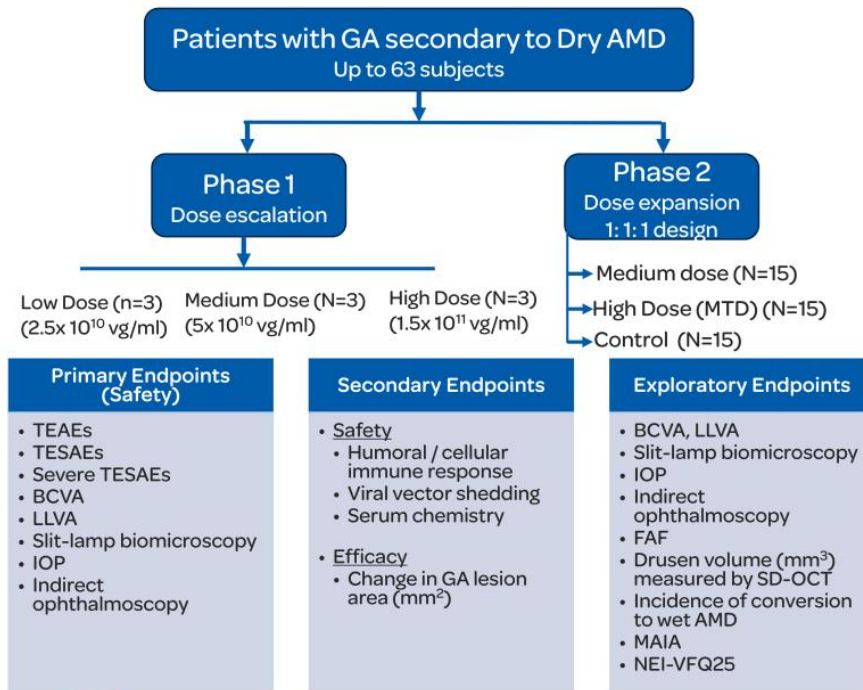 Patients with GA secondary to Dry AMD
Up to 63 subjects
Phase 1
Dose escalation
Phase 2
Dose expansion
1: 1: 1 design
Low Dose (n=3)
(2.5x 10¹⁰ vg/ml)
Medium Dose (N=3)
(5x 10¹⁰ vg/ml)
High Dose (N=3)
(1.5x 10¹¹ vg/ml)
Medium dose (N=15)
High Dose (MTD) (N=15)
Control (N=15)
Primary Endpoints
(Safety)
• TEAEs
• TESAEs
• Severe TESAEs
• BCVA
• LLVA
• Slit-lamp biomicroscopy
• IOP
• Indirect
ophthalmoscopy
Secondary Endpoints
• Safety
• Humoral / cellular
immune response
• Viral vector shedding
• Serum chemistry
• Efficacy
• Change in GA lesion
area (mm²)
Exploratory Endpoints
• BCVA, LLVA
• Slit-lamp biomicroscopy
• IOP
• Indirect
ophthalmoscopy
• FAF
• Drusen volume (mm³)
measured by SD-OCT
• Incidence of conversion
to wet AMD
• MAIA
• NEI-VFQ25